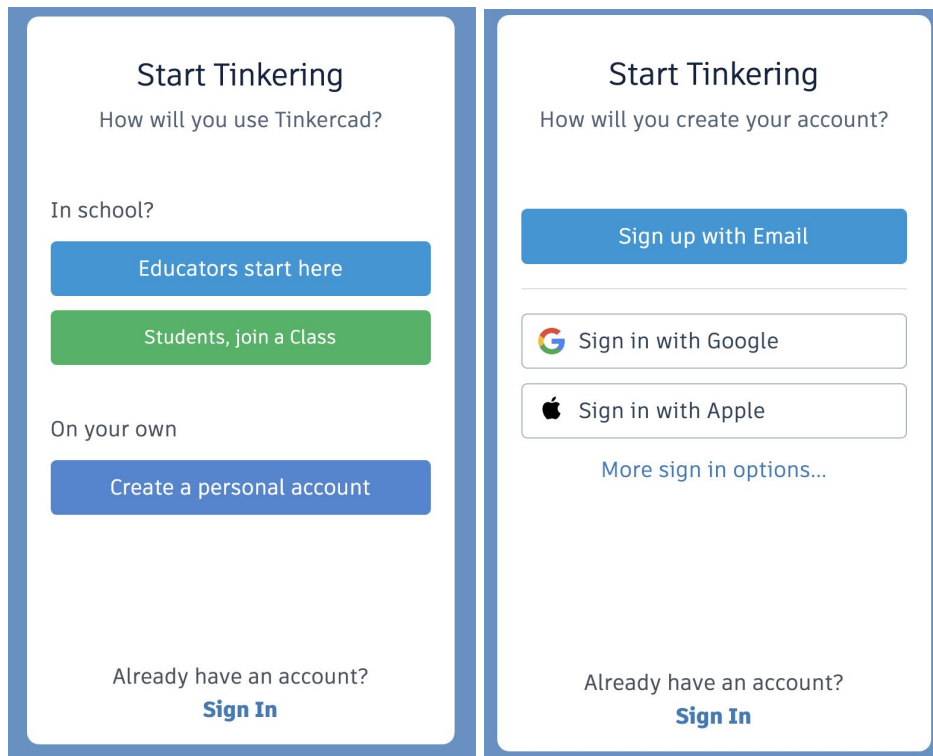 Start Tinkering
How will you use Tinkercad?
In school?
Educators start here
Students, join a Class
On your own
Create a personal account
Already have an account?
Sign In
Start Tinkering
How will you create your account?
Sign up with Email
Sign in with Google
Sign in with Apple
More sign in options...
Already have an account?
Sign In